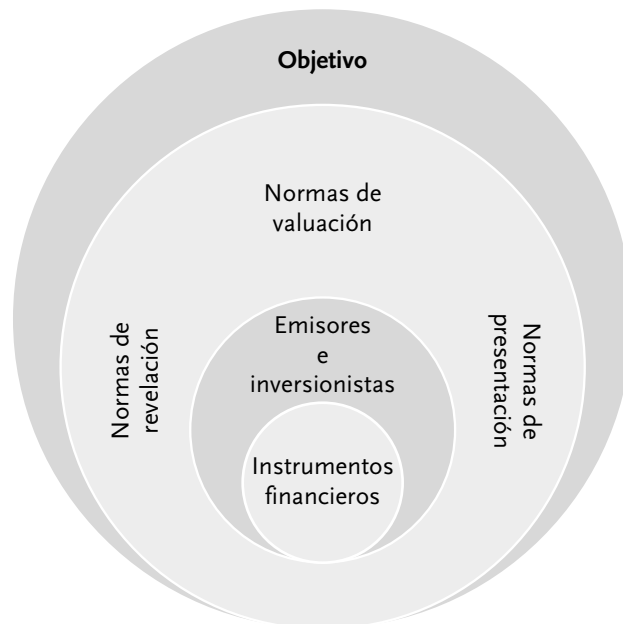 Objetivo
Normas de
valuación
Normas de
revelación
Normas de
presentación
Emisores
e
inversionistas
Instrumentos
financieros